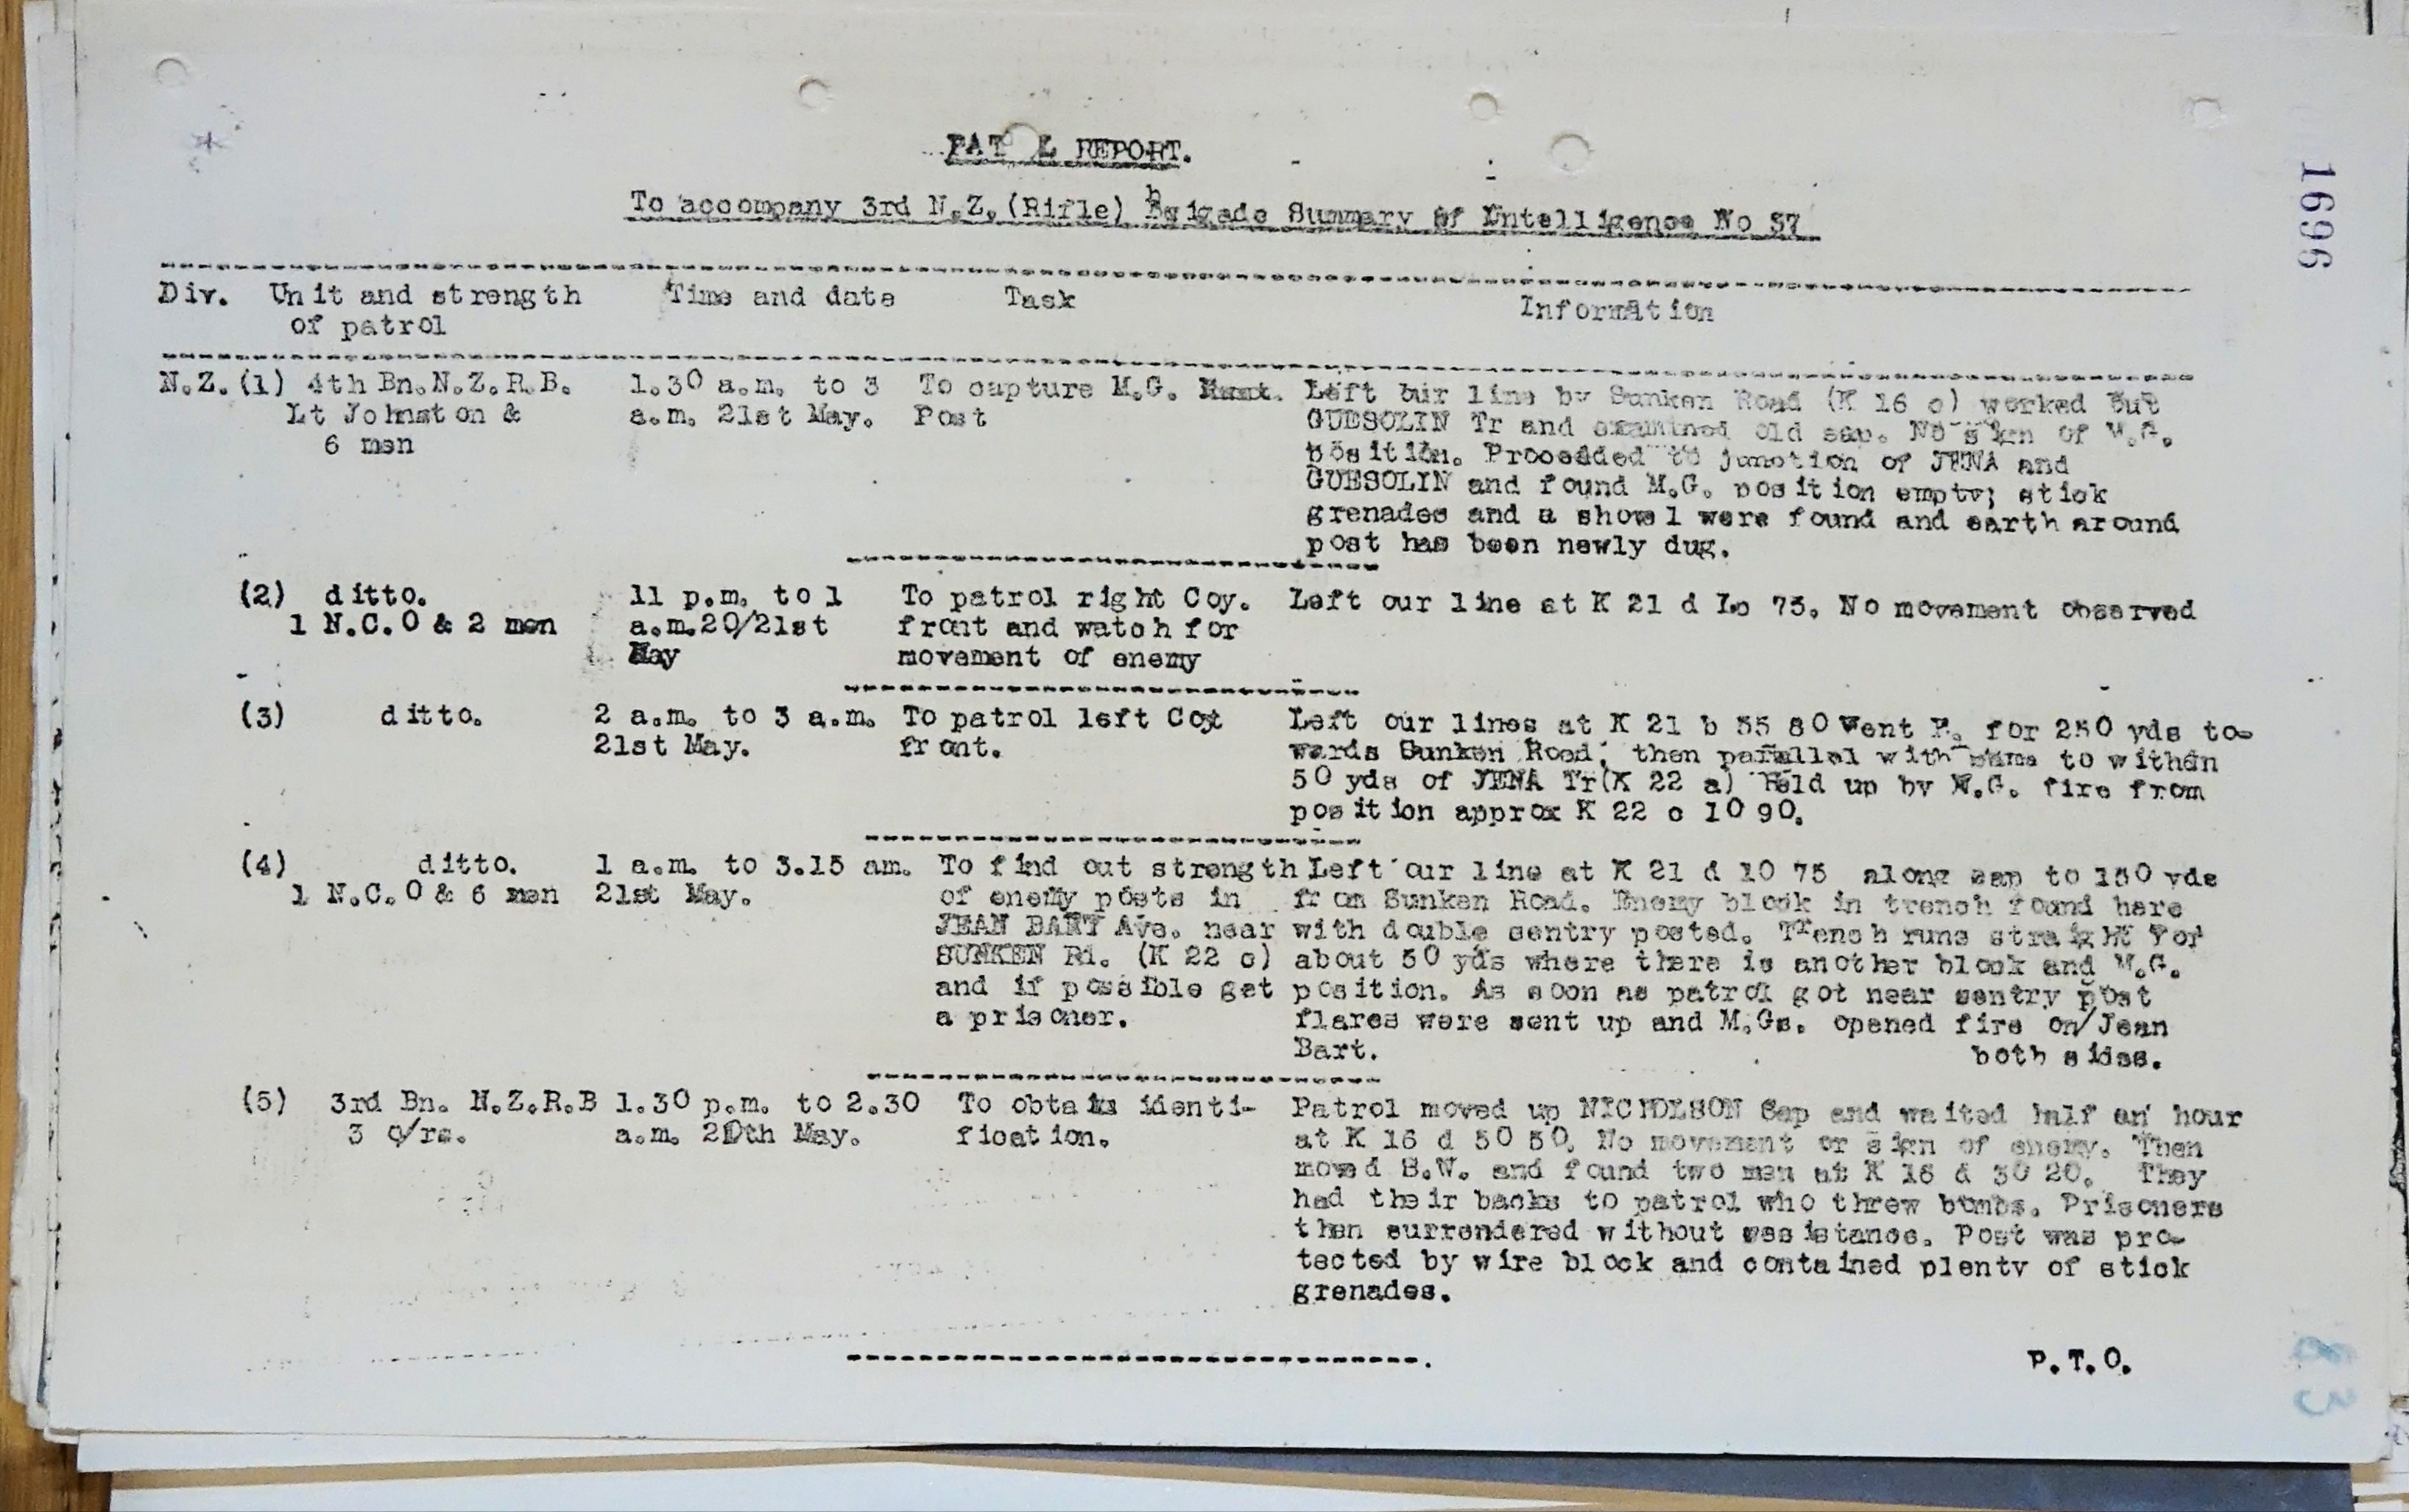 PAT OL REPORT.
To accompany 3rd N.Z.(Rifle) Brigade Summary of Intelligence No 37
Div. Unit and strength of patrol Time and date Task Information
N.Z.(1) 4th Bn.N.Z.R.B. 1.30 a.m. to 3 To capture M.G. Left our line by Sunken Road (K 16 c) worked out
Lt Johnston & a.m. 21st May. Post GUESOLIN Tr and examined old sap. No sign of M.G.
6 men position. Proceeded to junction of JENA and
GUESOLIN and found M.G. position empty; stick
grenades and a showl were found and earth around
post has been newly dug.
(2) ditto. 11 p.m. to 1 To patrol right Coy. Left our line at K 21 d 75. No movement observed
1 N.C.O & 2 men a.m.20/21st front and watch for
May movement of enemy
(3) ditto. 2 a.m. to 3 a.m. To patrol left Coy Left our lines at K 21 b 55 80 Went E. for 250 yds to-
21st May. front. wards Sunken Road; then parallel with same to within
50 yds of JENA Tr(K 22 a) Held up by M.G. fire from
position approx K 22 c 10 90.
(4) ditto. 1 a.m. to 3.15 am. To find out strength Left our line at K 21 d 10 75 along sap to 150 yds
1 N.C.O & 6 men 21st May. of enemy posts in from Sunken Road. Enemy block in trench found here
JEAN BART Ave. near with double sentry posted. Trench runs straight for
SUNKEN Rd. (K 22 c) about 50 yds where there is another block and M.G.
and if possible get position. As soon as patrol got near sentry post
a prisoner. flares were sent up and M.Gs. opened fire on/Jean
Bart. both sides.
(5) 3rd Bn. N.Z.R.B 1.30 p.m. to 2.30 To obtain identi- Patrol moved up NICHOLSON Sap and waited half an hour
3 o/rs. a.m. 20th May. fication. at K 16 d 50 50. No movement or sign of enemy. Then
moved S.W. and found two men at K 16 d 30 20. They
had their backs to patrol who threw bombs. Prisoners
then surrendered without resistance. Post was pro-
tected by wire block and contained plenty of stick
grenades.
P.T.O.
1696